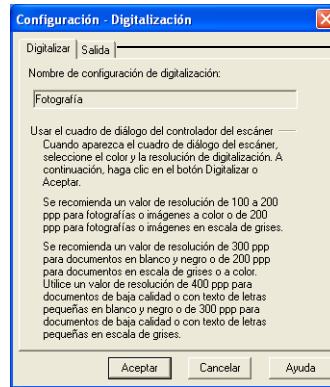 Configuración - Digitalización
Digitalizar Salida
Nombre de configuración de digitalización:
Fotografía
Usar el cuadro de diálogo del controlador del escáner
Cuando aparezca el cuadro de diálogo del escáner,
seleccione el color y la resolución de digitalización. A
continuación, haga clic en el botón Digitalizar o
Aceptar.
Se recomienda un valor de resolución de 100 a 200
ppp para fotografías o imágenes a color o de 200
ppp para fotografías o imágenes en escala de grises.
Se recomienda un valor de resolución de 300 ppp
para documentos en blanco y negro o de 200 ppp
para documentos en escala de grises o a color.
Utilice un valor de resolución de 400 ppp para
documentos de baja calidad o con texto de letras
pequeñas en blanco y negro o de 300 ppp para
documentos de baja calidad o con texto de letras
pequeñas en escala de grises.
Aceptar Cancelar Ayuda